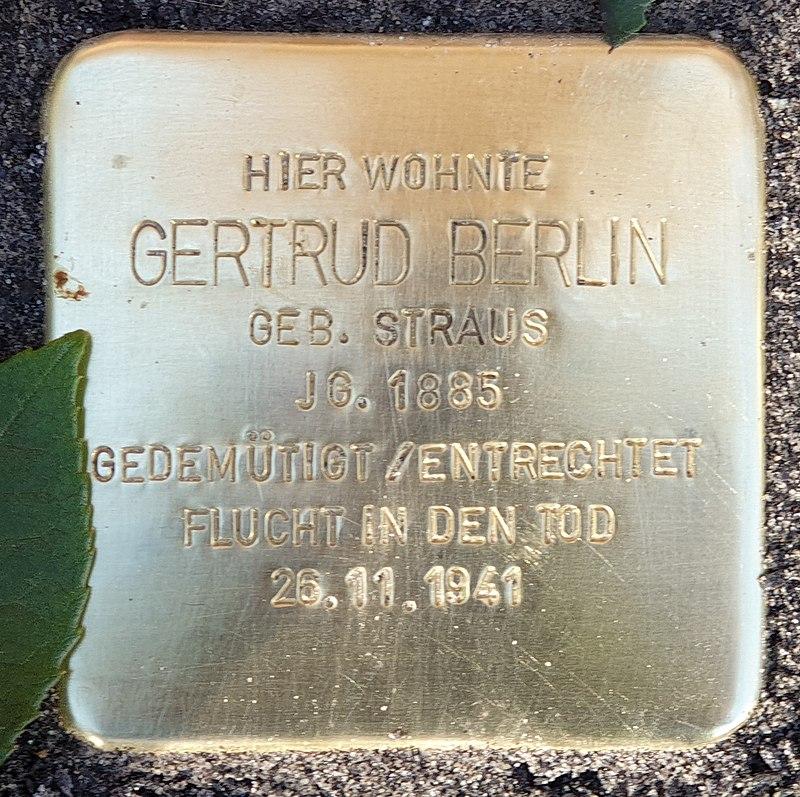 HIER WOHNTE
GERTRUD BERLIN
GEB. STRAUS
JG. 1885
GEDEMÜTIGT / ENTRECHTET
FLUCHT IN DEN TOD
26.11.1941